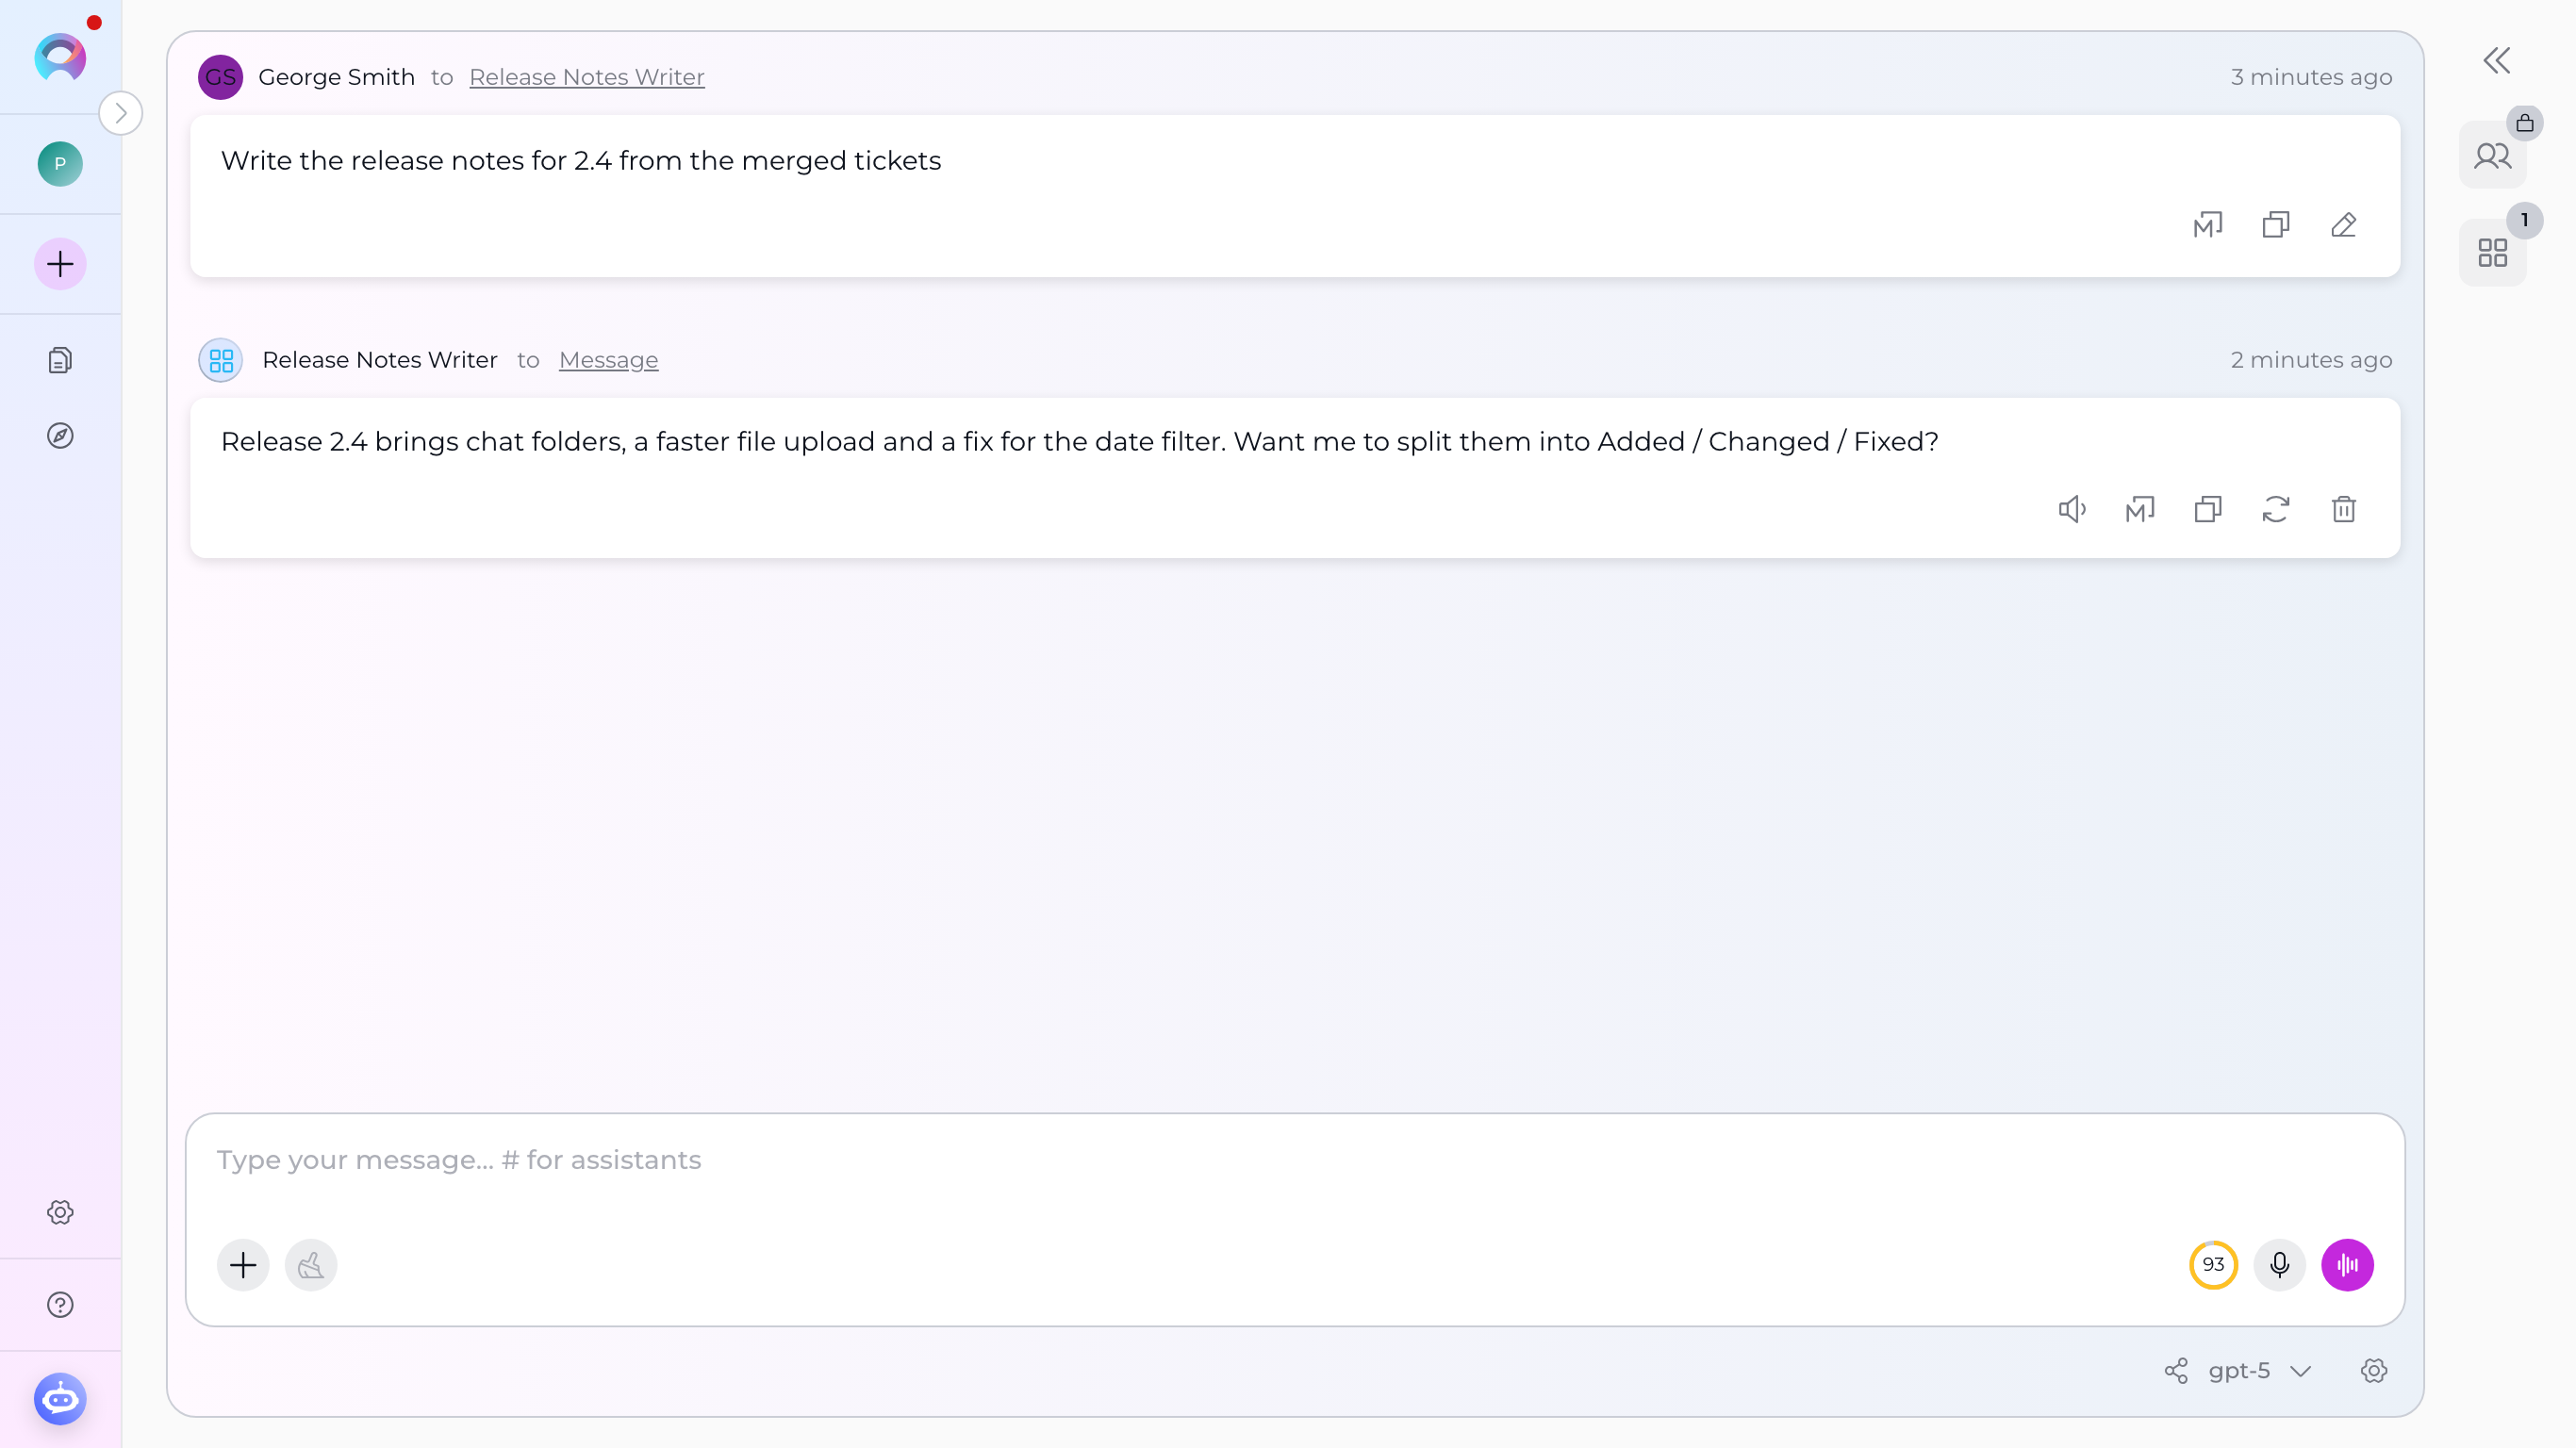 P
GS George Smith to Release Notes Writer 3 minutes ago
Write the release notes for 2.4 from the merged tickets
1
Release Notes Writer to Message 2 minutes ago
Release 2.4 brings chat folders, a faster file upload and a fix for the date filter. Want me to split them into Added / Changed / Fixed?
Type your message... # for assistants
93
gpt-5